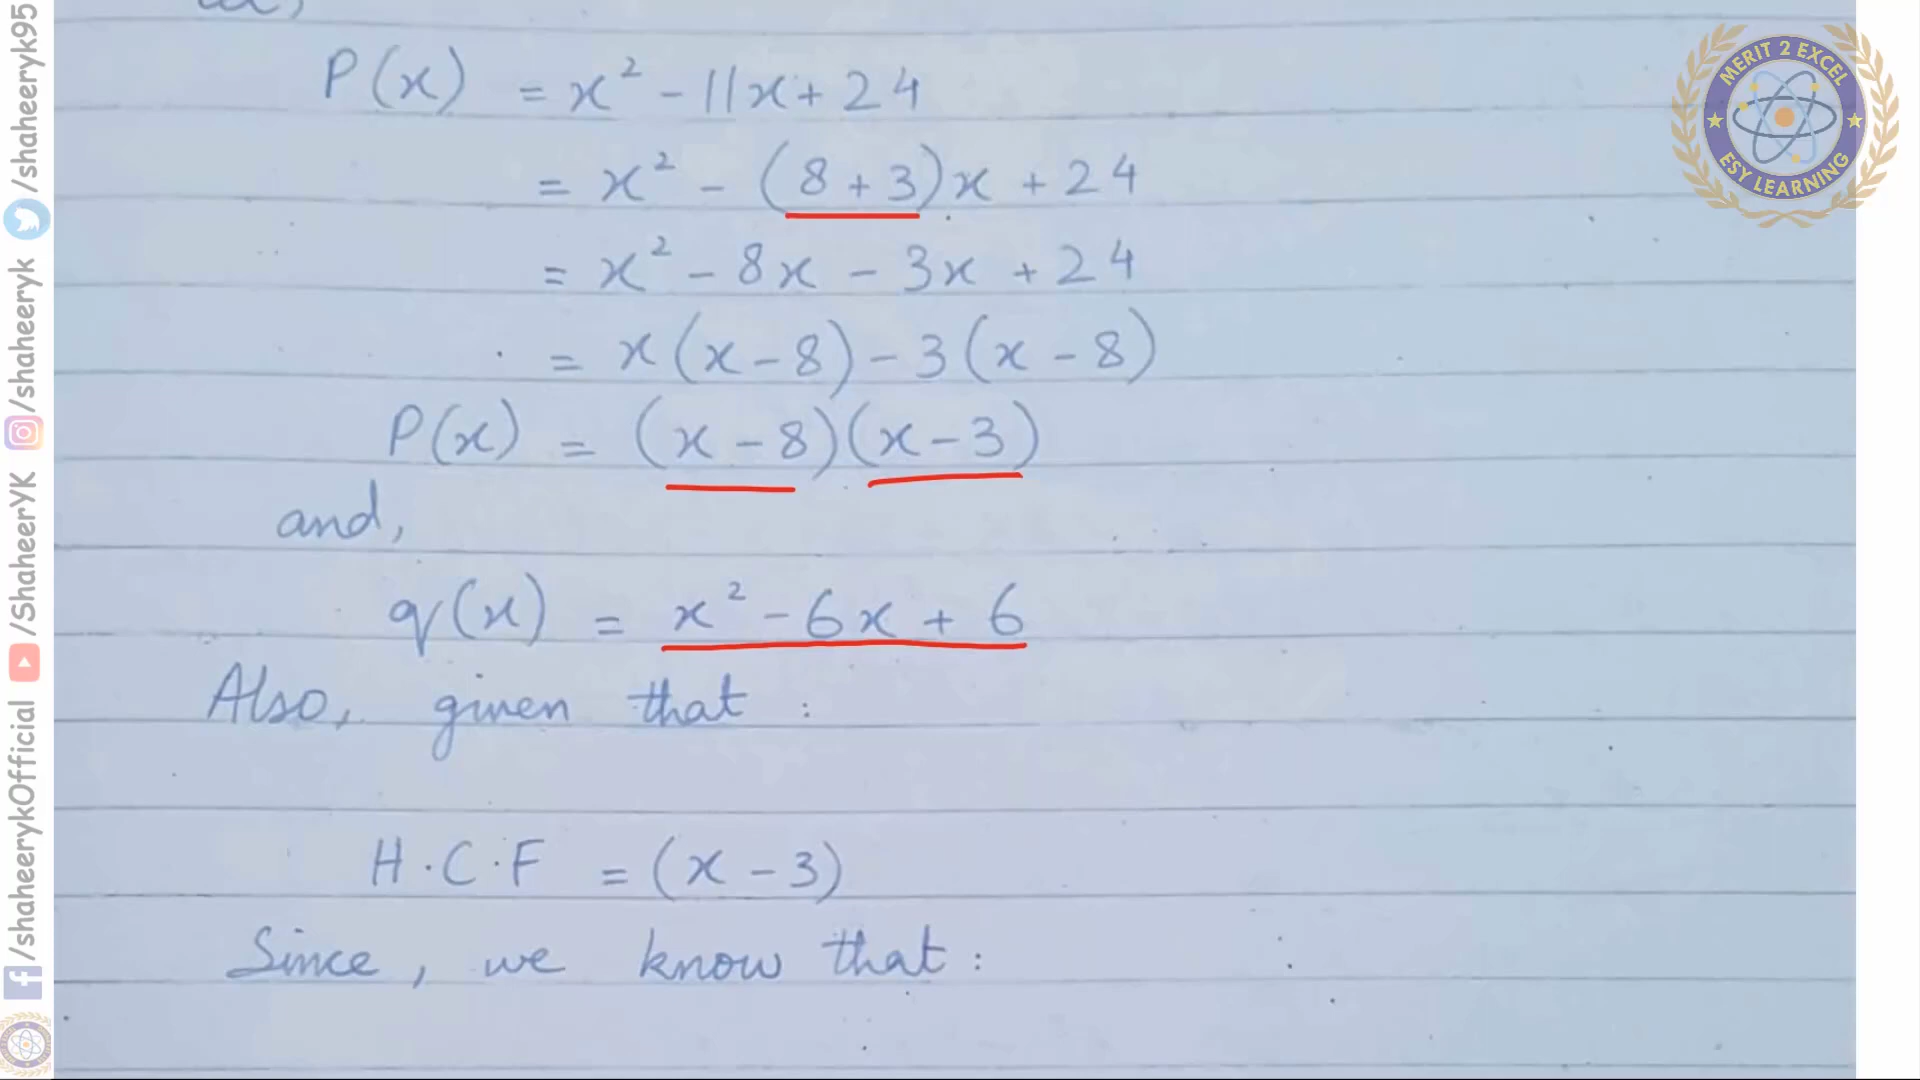 P(x) = x² - 11x + 24
= x² - (8 + 3)x + 24
= x² - 8x - 3x + 24
= x(x - 8) - 3(x - 8)
P(x) = (x - 8)(x - 3)
and,
q(x) = x² - 6x + 6
Also, given that :
H.C.F = (x - 3)
Since, we know that :
MERIT 2 EXCEL
ESY LEARNING
/shaheerykOfficial
/ShaheerYK
/shaheeryk
/shaheeryk95